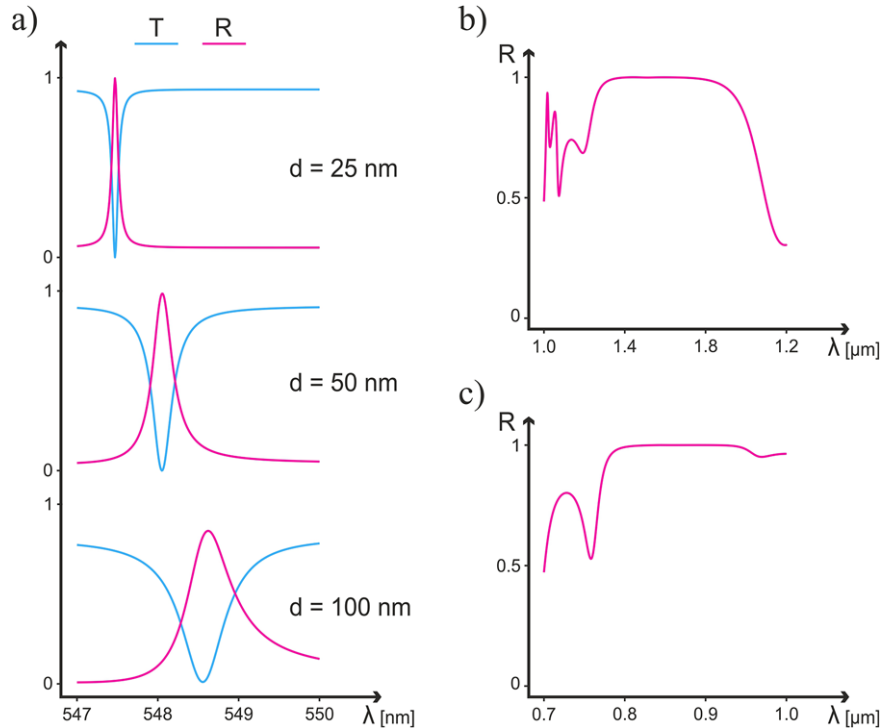 a)
T R
1
d = 25 nm
0
1
d = 50 nm
0
1
d = 100 nm
0
547 548 549 550 λ [nm]
b)
R
1
0.5
0
1.0 1.4 1.8 1.2 λ [µm]
c)
R
1
0.5
0
0.7 0.8 0.9 1.0 λ [µm]